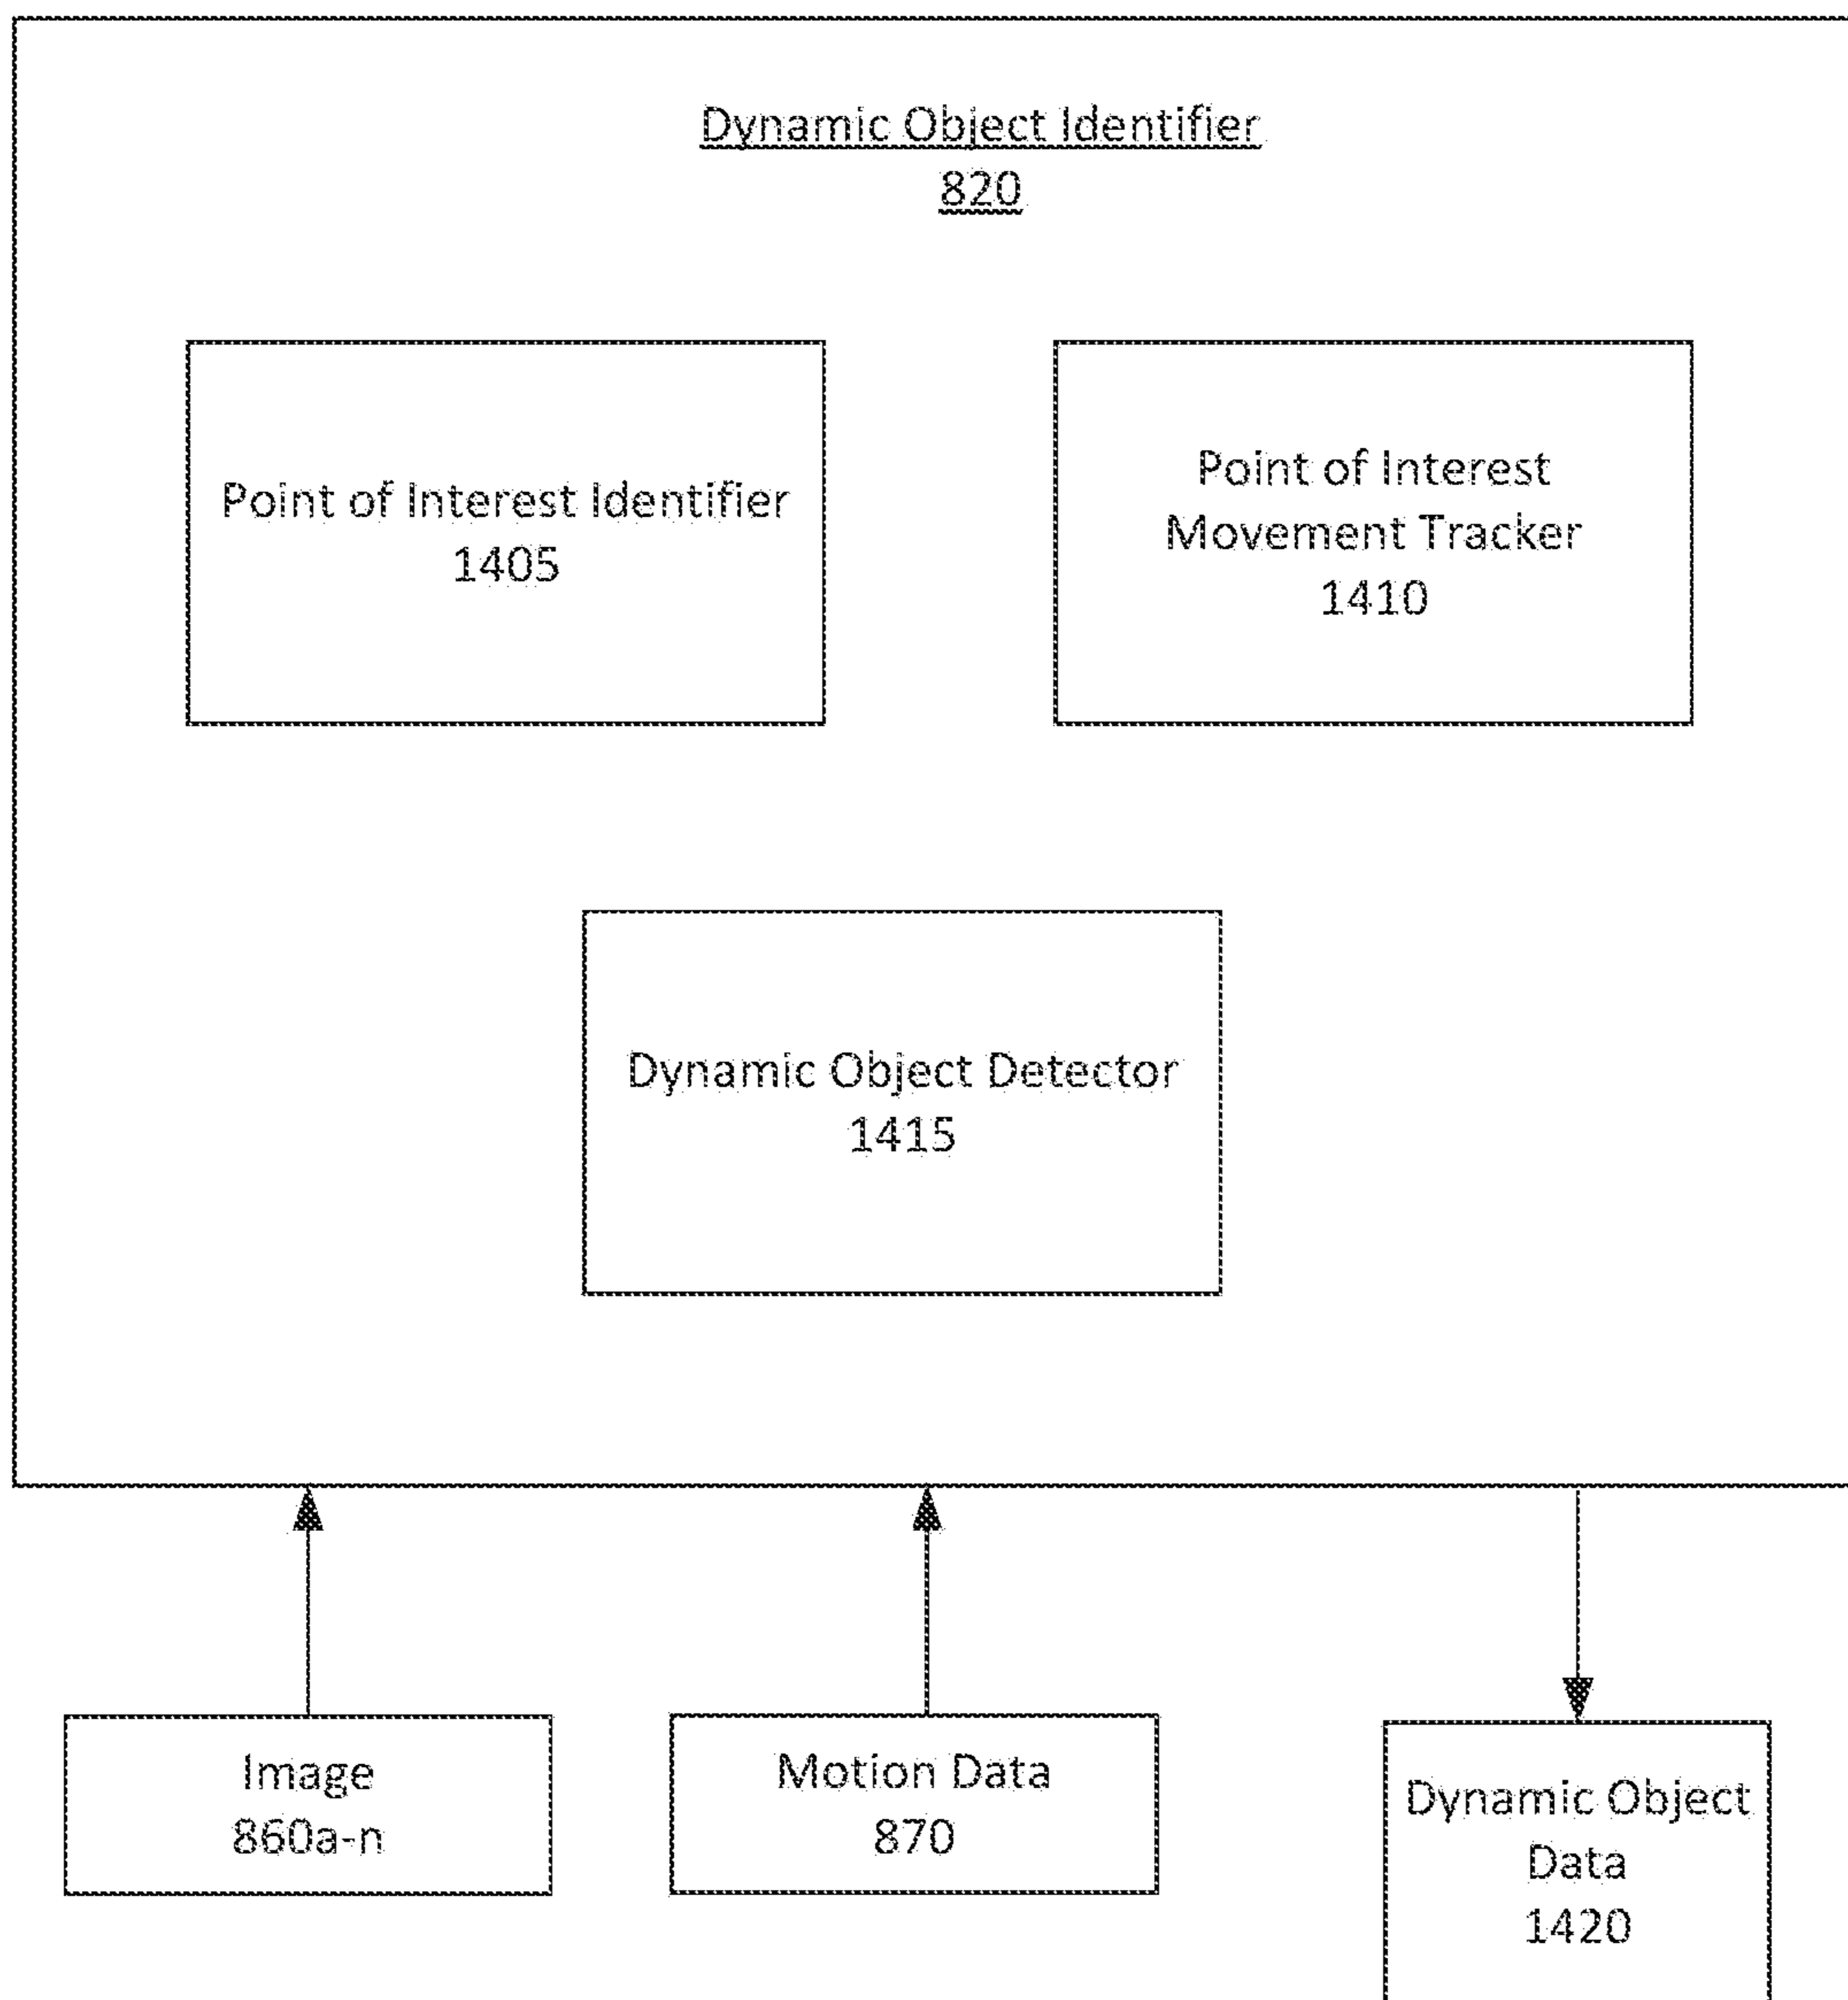 Dynamic Object Identifier
820
Point of Interest Identifier
1405
Point of Interest
Movement Tracker
1410
Dynamic Object Detector
1415
Image
860a-n
Motion Data
870
Dynamic Object
Data
1420